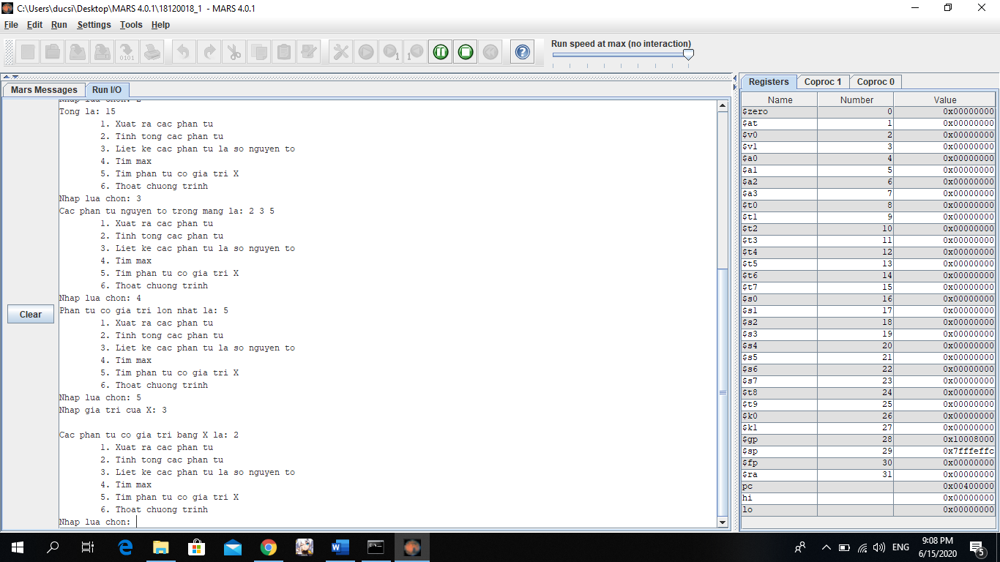 C:\Users\ducsi\Desktop\MARS 4.0.1\18120018_1 - MARS 4.0.1
File Edit Run Settings Tools Help
Run speed at max (no interaction)
Mars Messages Run I/O
Nhap lua chon: 2
Tong la: 15
1. Xuat ra cac phan tu
2. Tinh tong cac phan tu
3. Liet ke cac phan tu la so nguyen to
4. Tim max
5. Tim phan tu co gia tri X
6. Thoat chuong trinh
Nhap lua chon: 3
Cac phan tu nguyen to trong mang la: 2 3 5
1. Xuat ra cac phan tu
2. Tinh tong cac phan tu
3. Liet ke cac phan tu la so nguyen to
4. Tim max
5. Tim phan tu co gia tri X
6. Thoat chuong trinh
Nhap lua chon: 4
Phan tu co gia tri lon nhat la: 5
1. Xuat ra cac phan tu
2. Tinh tong cac phan tu
3. Liet ke cac phan tu la so nguyen to
4. Tim max
5. Tim phan tu co gia tri X
6. Thoat chuong trinh
Nhap lua chon: 5
Nhap gia tri cua X: 3
Cac phan tu co gia tri bang X la: 2
1. Xuat ra cac phan tu
2. Tinh tong cac phan tu
3. Liet ke cac phan tu la so nguyen to
4. Tim max
5. Tim phan tu co gia tri X
6. Thoat chuong trinh
Nhap lua chon:
Clear
Registers Coproc 1 Coproc 0
Name Number Value
$zero 0 0x00000000
$at 1 0x00000000
$v0 2 0x00000000
$v1 3 0x00000000
$a0 4 0x00000000
$a1 5 0x00000000
$a2 6 0x00000000
$a3 7 0x00000000
$t0 8 0x00000000
$t1 9 0x00000000
$t2 10 0x00000000
$t3 11 0x00000000
$t4 12 0x00000000
$t5 13 0x00000000
$t6 14 0x00000000
$t7 15 0x00000000
$s0 16 0x00000000
$s1 17 0x00000000
$s2 18 0x00000000
$s3 19 0x00000000
$s4 20 0x00000000
$s5 21 0x00000000
$s6 22 0x00000000
$s7 23 0x00000000
$t8 24 0x00000000
$t9 25 0x00000000
$k0 26 0x00000000
$k1 27 0x00000000
$gp 28 0x10008000
$sp 29 0x7fffeffc
$fp 30 0x00000000
$ra 31 0x00000000
pc 0x00400000
hi 0x00000000
lo 0x00000000
ENG
9:08 PM
6/15/2020
5